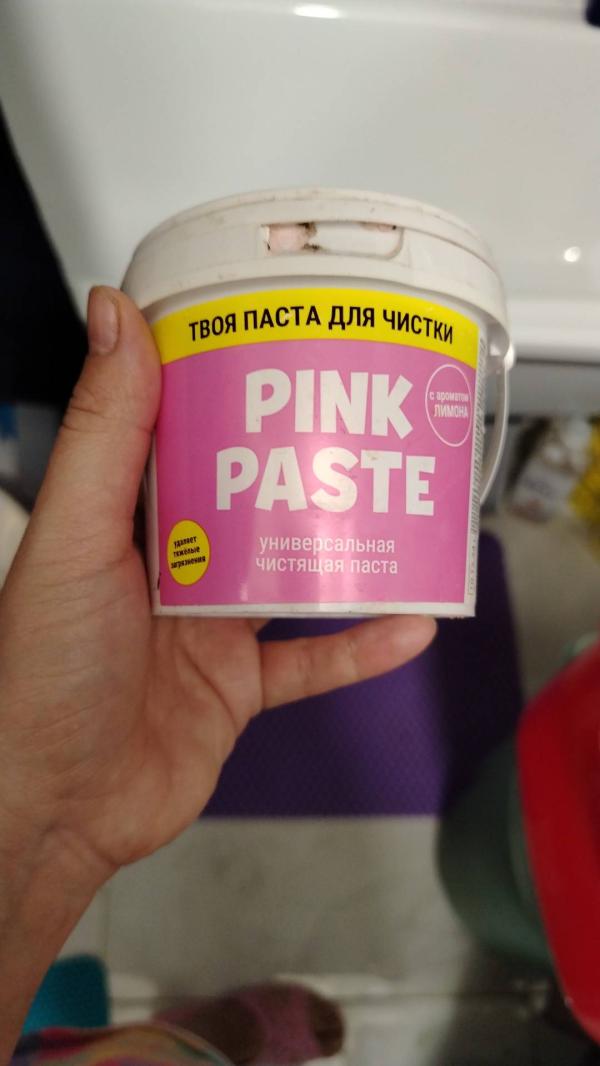 ТВОЯ ПАСТА ДЛЯ ЧИСТКИ
PINK
PASTE
с ароматом
ЛИМОНА
удаляет
тяжёлые
загрязнения
универсальная
чистящая паста